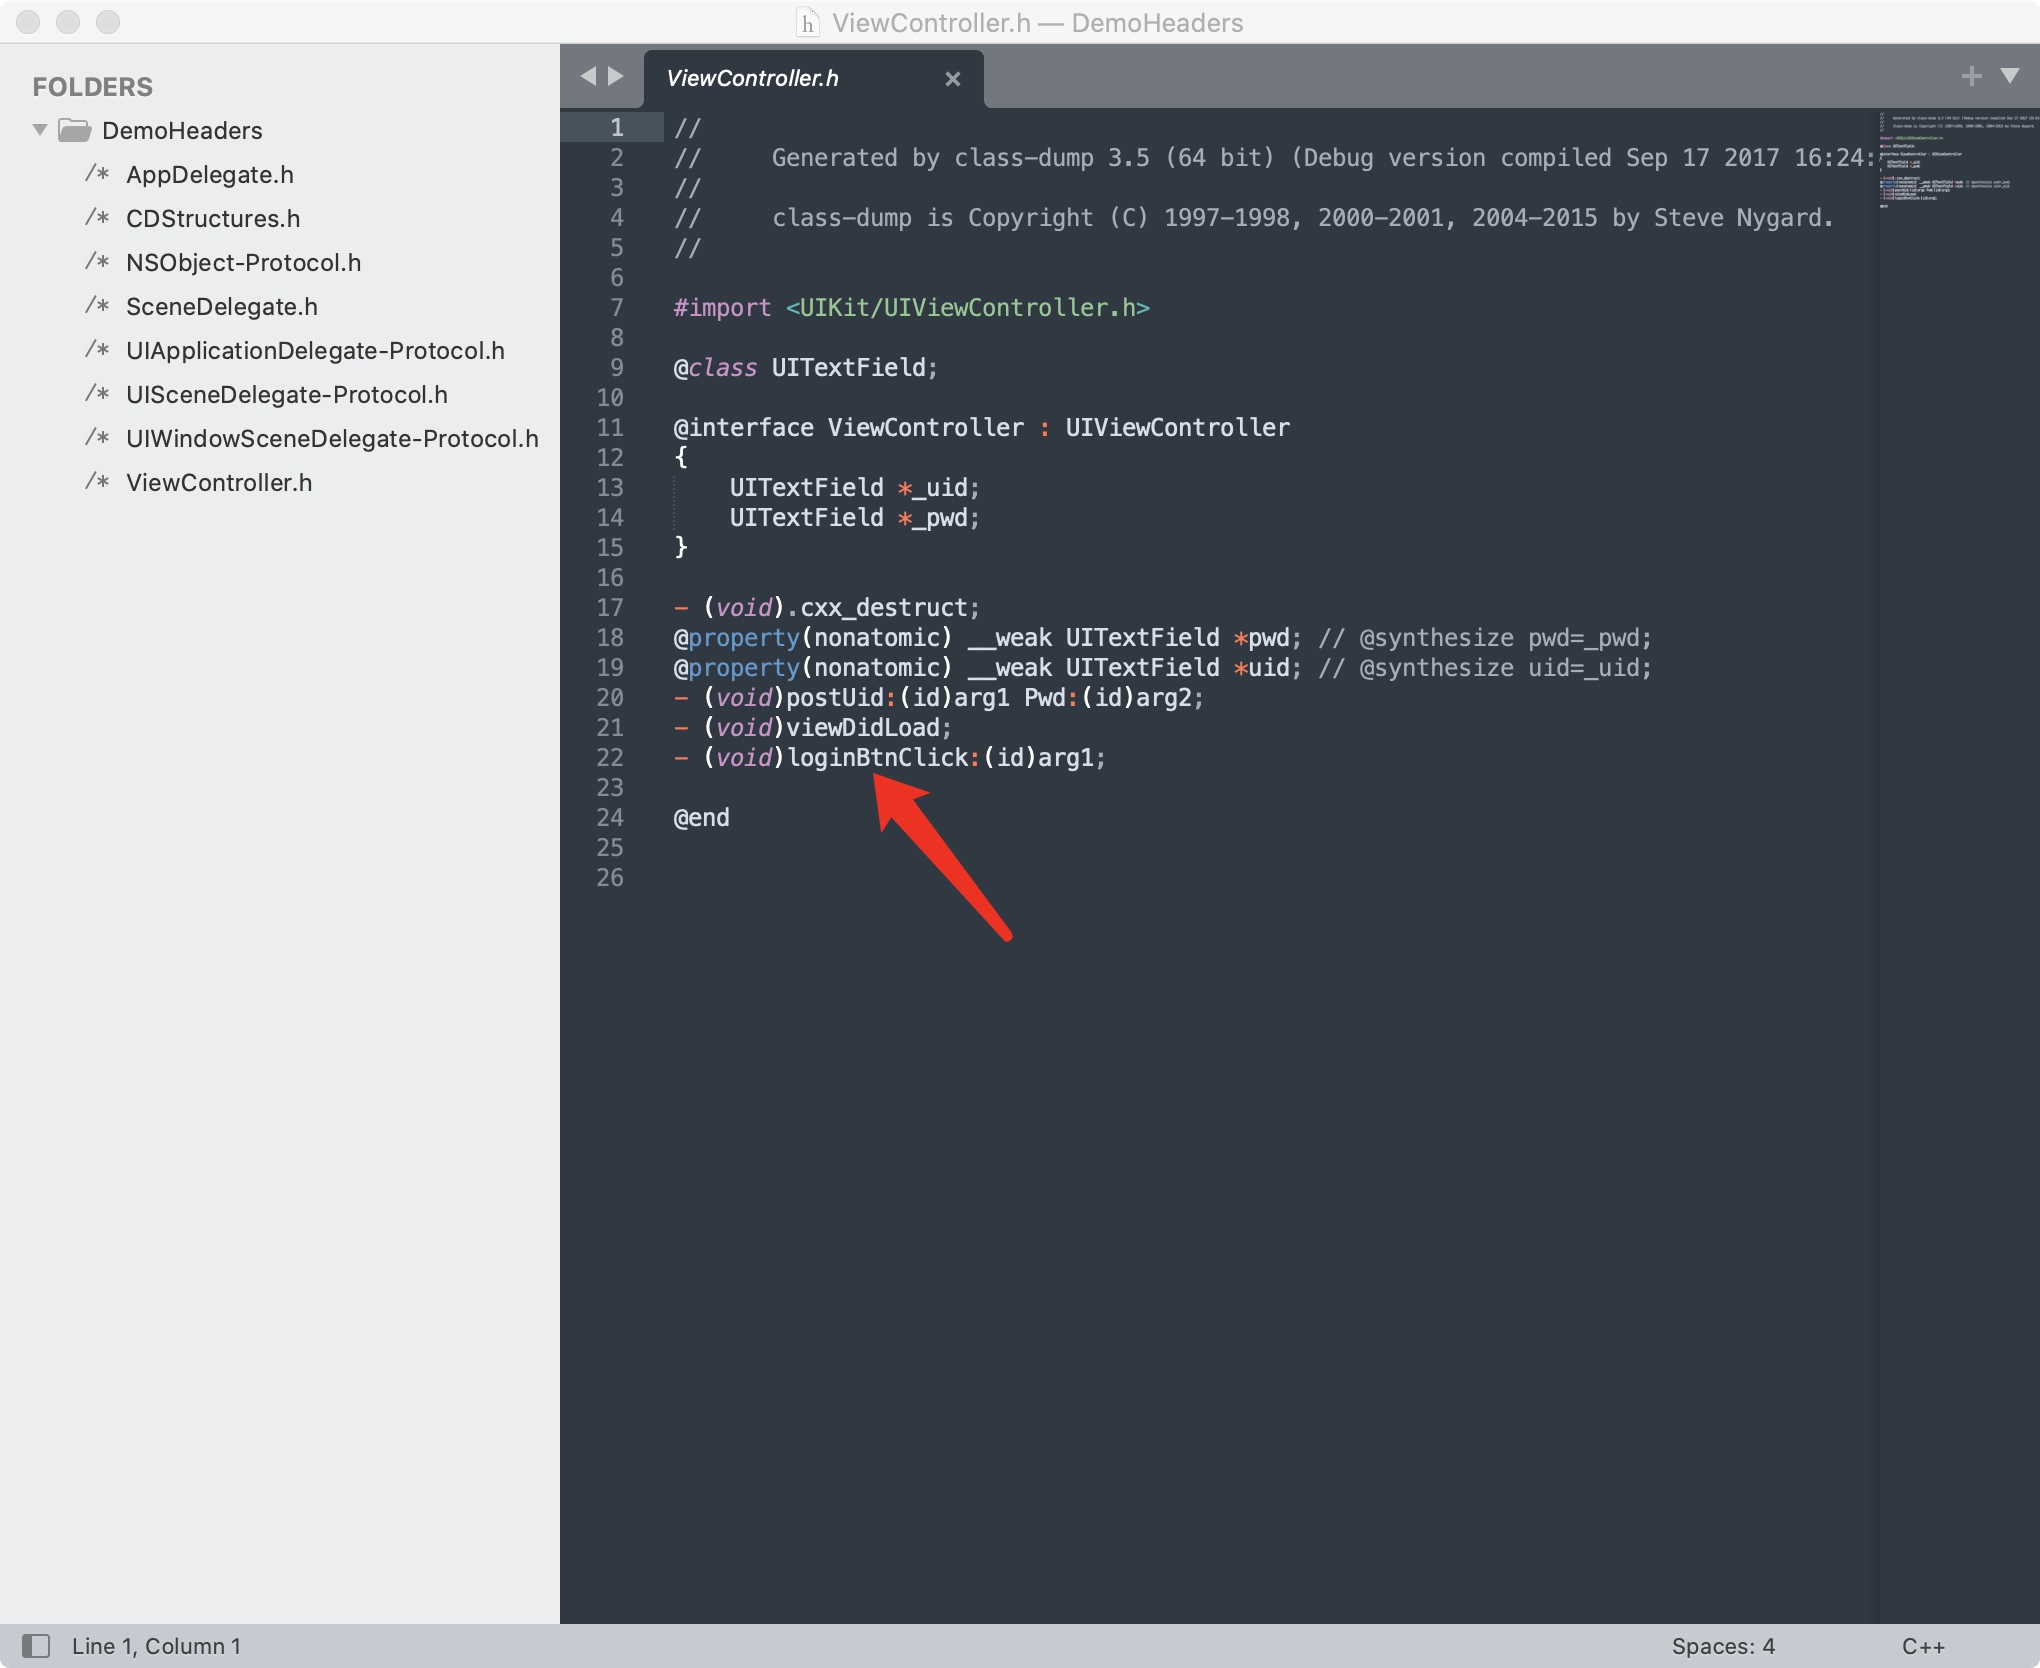 ViewController.h — DemoHeaders
FOLDERS
DemoHeaders
/* AppDelegate.h
/* CDStructures.h
/* NSObject-Protocol.h
/* SceneDelegate.h
/* UIApplicationDelegate-Protocol.h
/* UISceneDelegate-Protocol.h
/* UIWindowSceneDelegate-Protocol.h
/* ViewController.h
ViewController.h
1 //
2 //     Generated by class-dump 3.5 (64 bit) (Debug version compiled Sep 17 2017 16:24:
3 //
4 //     class-dump is Copyright (C) 1997-1998, 2000-2001, 2004-2015 by Steve Nygard.
5 //
6
7 #import <UIKit/UIViewController.h>
8
9 @class UITextField;
10
11 @interface ViewController : UIViewController
12 {
13     UITextField *_uid;
14     UITextField *_pwd;
15 }
16
17 - (void).cxx_destruct;
18 @property(nonatomic) __weak UITextField *pwd; // @synthesize pwd=_pwd;
19 @property(nonatomic) __weak UITextField *uid; // @synthesize uid=_uid;
20 - (void)postUid:(id)arg1 Pwd:(id)arg2;
21 - (void)viewDidLoad;
22 - (void)loginBtnClick:(id)arg1;
23
24 @end
25
26
Line 1, Column 1
Spaces: 4
C++